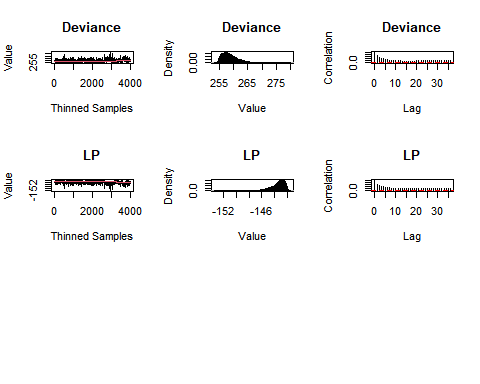 Deviance Deviance Deviance
Value 255 Density 0.00 Correlation 0.0
0 2000 4000 255 265 275 0 10 20 30
Thinned Samples Value Lag
LP LP LP
Value -152 Density 0.0 Correlation 0.0
0 2000 4000 -152 -146 0 10 20 30
Thinned Samples Value Lag